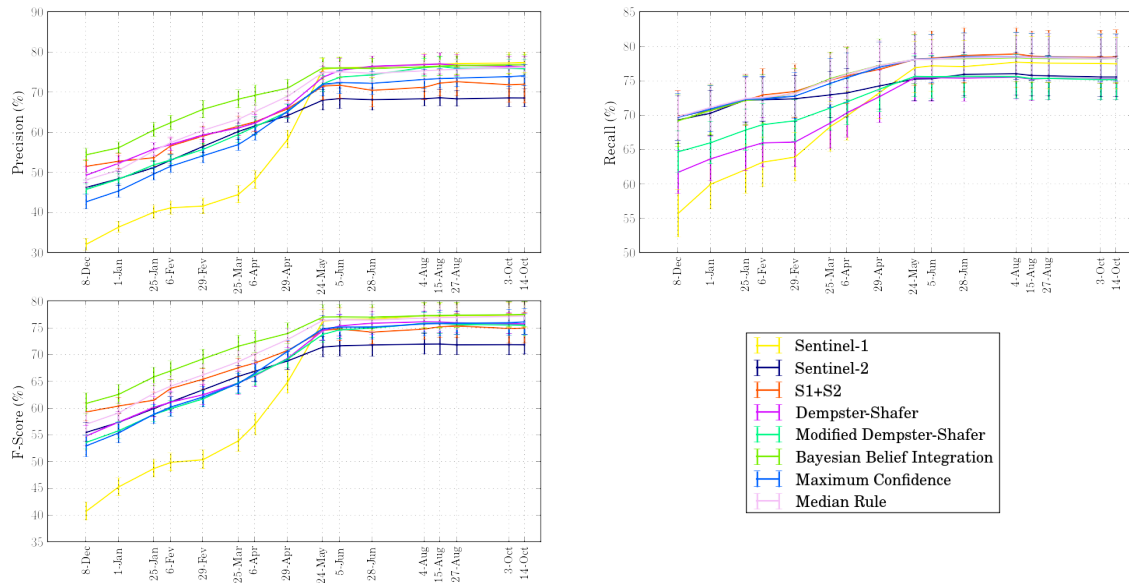 90
80
70
60
50
40
30
Precision (%)
8-Dec
1-Jan
25-Jan
6-Fev
29-Fev
25-Mar
6-Apr
29-Apr
24-May
5-Jun
28-Jun
4-Aug
15-Aug
27-Aug
3-Oct
14-Oct
85
80
75
70
65
60
55
50
Recall (%)
8-Dec
1-Jan
25-Jan
6-Fev
29-Fev
25-Mar
6-Apr
29-Apr
24-May
5-Jun
28-Jun
4-Aug
15-Aug
27-Aug
3-Oct
14-Oct
80
75
70
65
60
55
50
45
40
35
F-Score (%)
8-Dec
1-Jan
25-Jan
6-Fev
29-Fev
25-Mar
6-Apr
29-Apr
24-May
5-Jun
28-Jun
4-Aug
15-Aug
27-Aug
3-Oct
14-Oct
Sentinel-1
Sentinel-2
S1+S2
Dempster-Shafer
Modified Dempster-Shafer
Bayesian Belief Integration
Maximum Confidence
Median Rule